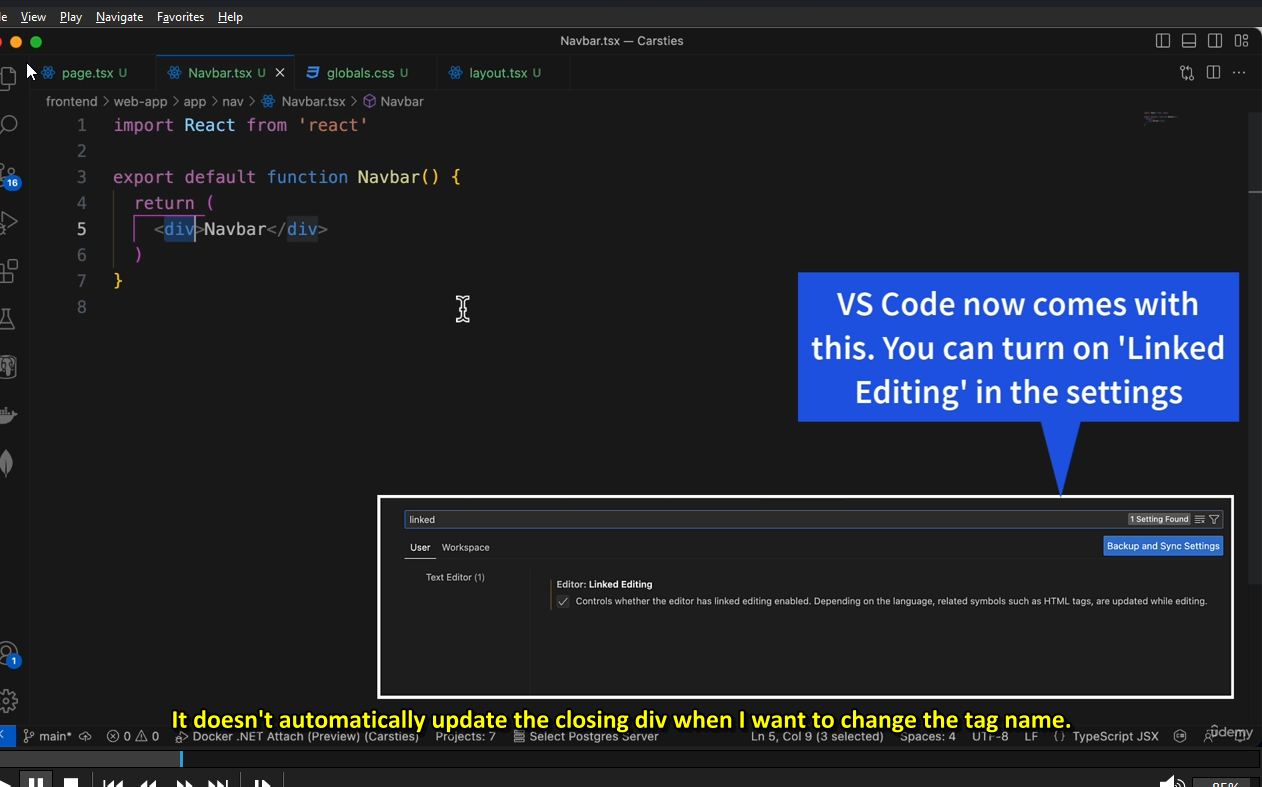 View Play Navigate Favorites Help
Navbar.tsx — Carsties
page.tsx U Navbar.tsx U globals.css U layout.tsx U
frontend > web-app > app > nav > Navbar.tsx > Navbar
1 import React from 'react'
2
3 export default function Navbar() {
4 return (
5 <div>Navbar</div>
6 )
7 }
8
16
VS Code now comes with
this. You can turn on 'Linked
Editing' in the settings
linked
1 Setting Found
User Workspace
Backup and Sync Settings
Text Editor (1)
Editor: Linked Editing
Controls whether the editor has linked editing enabled. Depending on the language, related symbols such as HTML tags, are updated while editing.
1
It doesn't automatically update the closing div when I want to change the tag name.
main* 0 0 Docker .NET Attach (Preview) (Carsties) Projects: 7 Select Postgres Server Ln 5, Col 9 (3 selected) Spaces: 4 UTF-8 LF {} TypeScript JSX
ûdemy